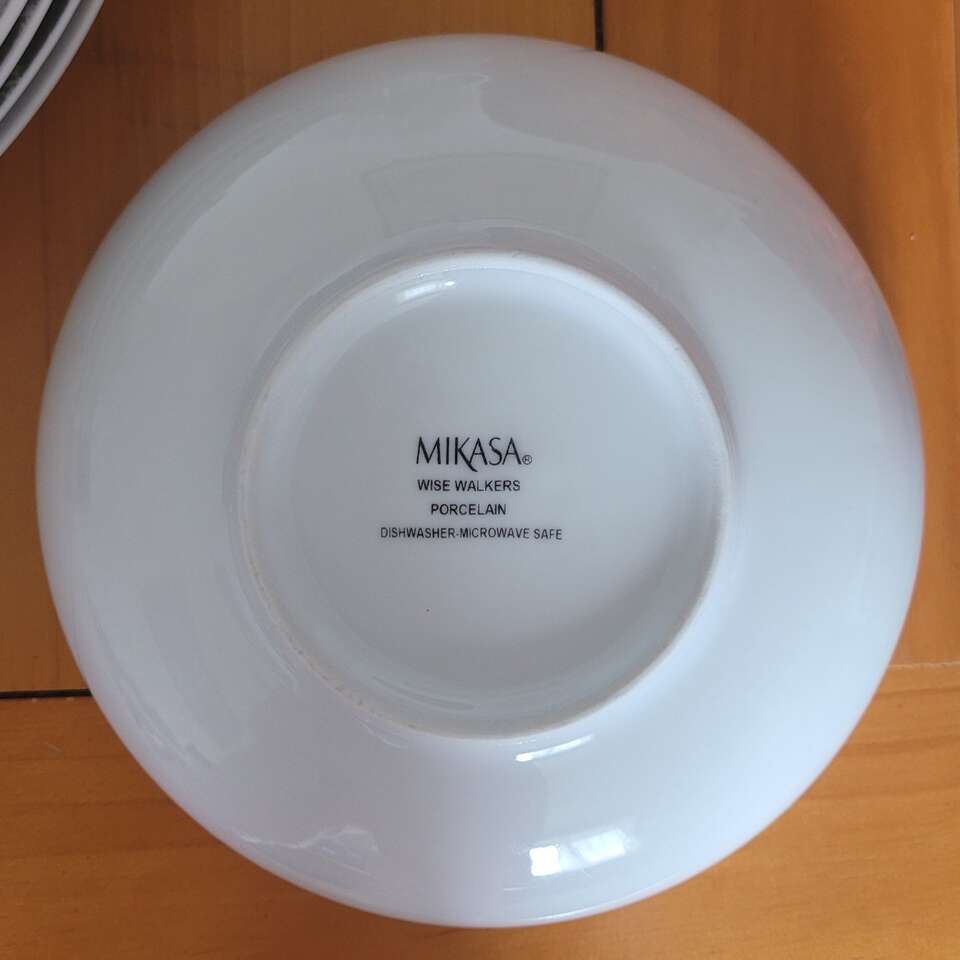 MIKASA®
WISE WALKERS
PORCELAIN
DISHWASHER-MICROWAVE SAFE